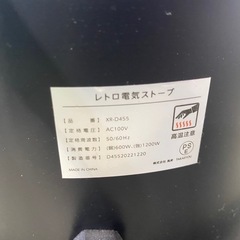 レトロ電気ストーブ
[品　　番] KR-D455
[定格電圧] AC100V
[定格周波数] 50/60Hz
[消費電力] (弱)600W、(強)1200W
[製造番号] D45520221220
MADE IN CHINA
高温注意
PS
E